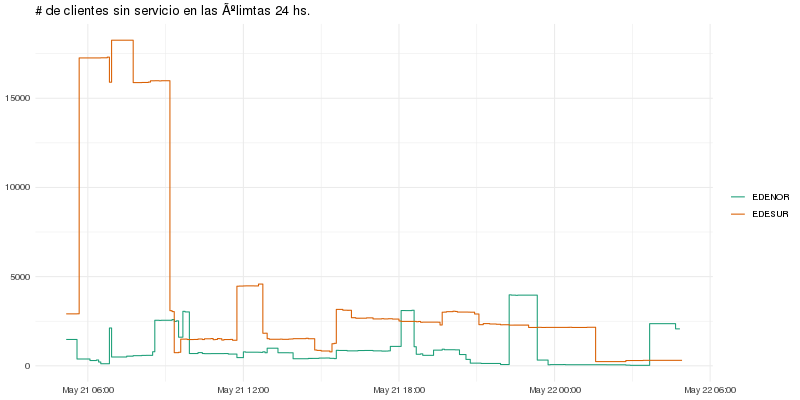 # de clientes sin servicio en las Ãºlimtas 24 hs.
15000
10000
5000
0
May 21 06:00
May 21 12:00
May 21 18:00
May 22 00:00
May 22 06:00
EDENOR
EDESUR